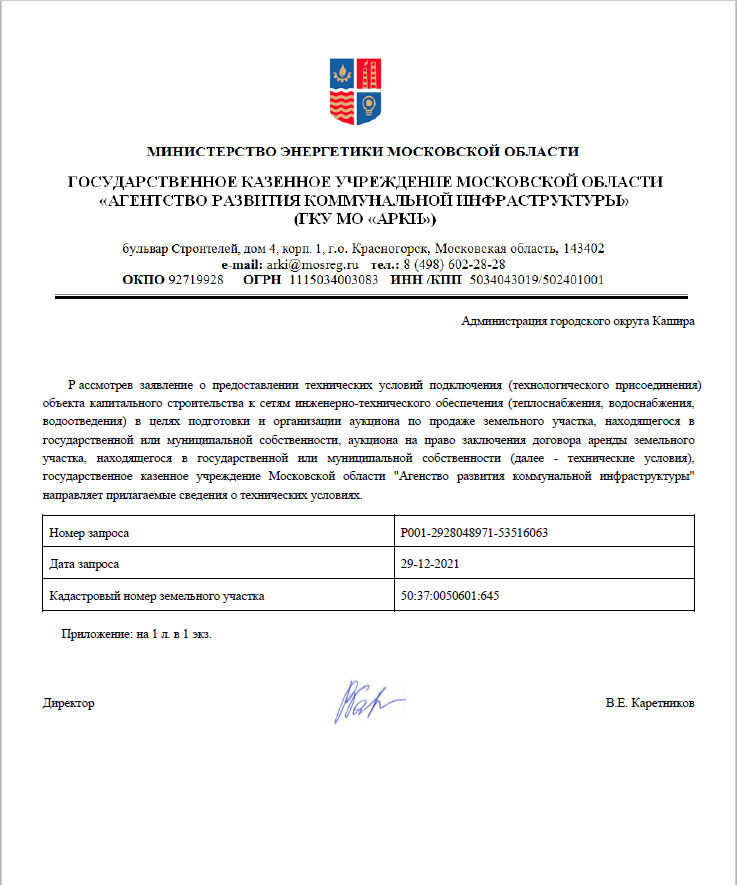 МИНИСТЕРСТВО ЭНЕРГЕТИКИ МОСКОВСКОЙ ОБЛАСТИ
ГОСУДАРСТВЕННОЕ КАЗЕННОЕ УЧРЕЖДЕНИЕ МОСКОВСКОЙ ОБЛАСТИ
«АГЕНТСТВО РАЗВИТИЯ КОММУНАЛЬНОЙ ИНФРАСТРУКТУРЫ»
(ГКУ МО «АРКИ»)
бульвар Строителей, дом 4, корп. 1, г.о. Красногорск, Московская область, 143402
e-mail: arki@mosreg.ru тел.: 8 (498) 602-28-28
ОКПО 92719928 ОГРН 1115034003083 ИНН /КПП 5034043019/502401001
Администрация городского округа Кашира
Рассмотрев заявление о предоставлении технических условий подключения (технологического присоединения)
объекта капитального строительства к сетям инженерно-технического обеспечения (теплоснабжения, водоснабжения,
водоотведения) в целях подготовки и организации аукциона по продаже земельного участка, находящегося в
государственной или муниципальной собственности, аукциона на право заключения договора аренды земельного
участка, находящегося в государственной или муниципальной собственности (далее - технические условия),
государственное казенное учреждение Московской области "Агенство развития коммунальной инфраструктуры"
направляет прилагаемые сведения о технических условиях.
Номер запроса P001-2928048971-53516063
Дата запроса 29-12-2021
Кадастровый номер земельного участка 50:37:0050601:645
Приложение: на 1 л. в 1 экз.
Директор В.Е. Каретников